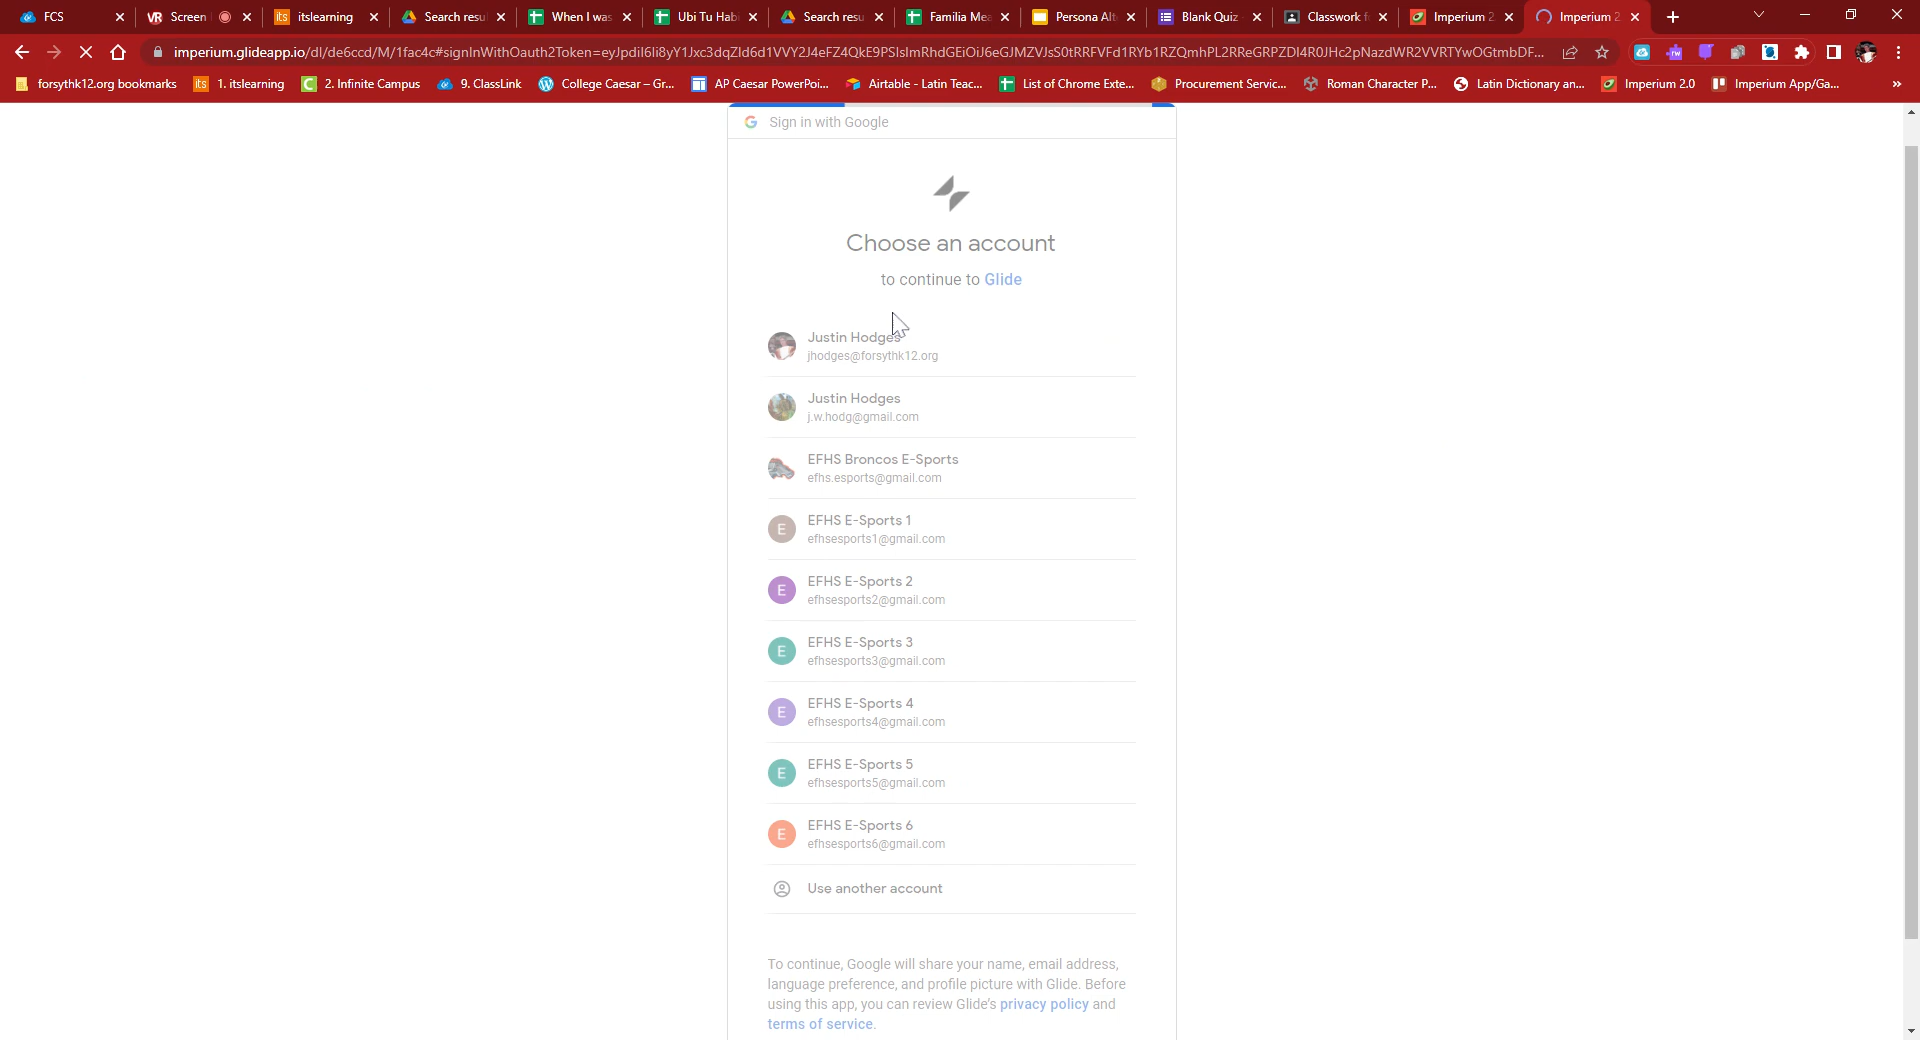 FCS
VR Screen
its itslearning
Search resu
When I was
Ubi Tu Hab
Search resu
Familia Mea
Persona Alt
Blank Quiz
Classwork f
Imperium 2
Imperium 2
forsythk12.org bookmarks
its 1. itslearning
2. Infinite Campus
9. ClassLink
College Caesar – Gr...
AP Caesar PowerPoi...
Airtable - Latin Teac...
List of Chrome Exte...
Procurement Servic...
Roman Character P...
Latin Dictionary an...
Imperium 2.0
Imperium App/Ga...
Sign in with Google
Choose an account
to continue to Glide
Justin Hodges
jhodges@forsythk12.org
Justin Hodges
j.w.hodg@gmail.com
EFHS Broncos E-Sports
efhs.esports@gmail.com
E EFHS E-Sports 1
efhsesports1@gmail.com
E EFHS E-Sports 2
efhsesports2@gmail.com
E EFHS E-Sports 3
efhsesports3@gmail.com
E EFHS E-Sports 4
efhsesports4@gmail.com
E EFHS E-Sports 5
efhsesports5@gmail.com
E EFHS E-Sports 6
efhsesports6@gmail.com
Use another account
To continue, Google will share your name, email address,
language preference, and profile picture with Glide. Before
using this app, you can review Glide's privacy policy and
terms of service.